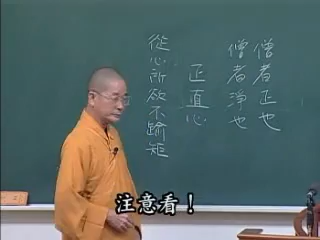 僧者正也
僧者淨也
正直心
從心所欲不踰矩
注意看！